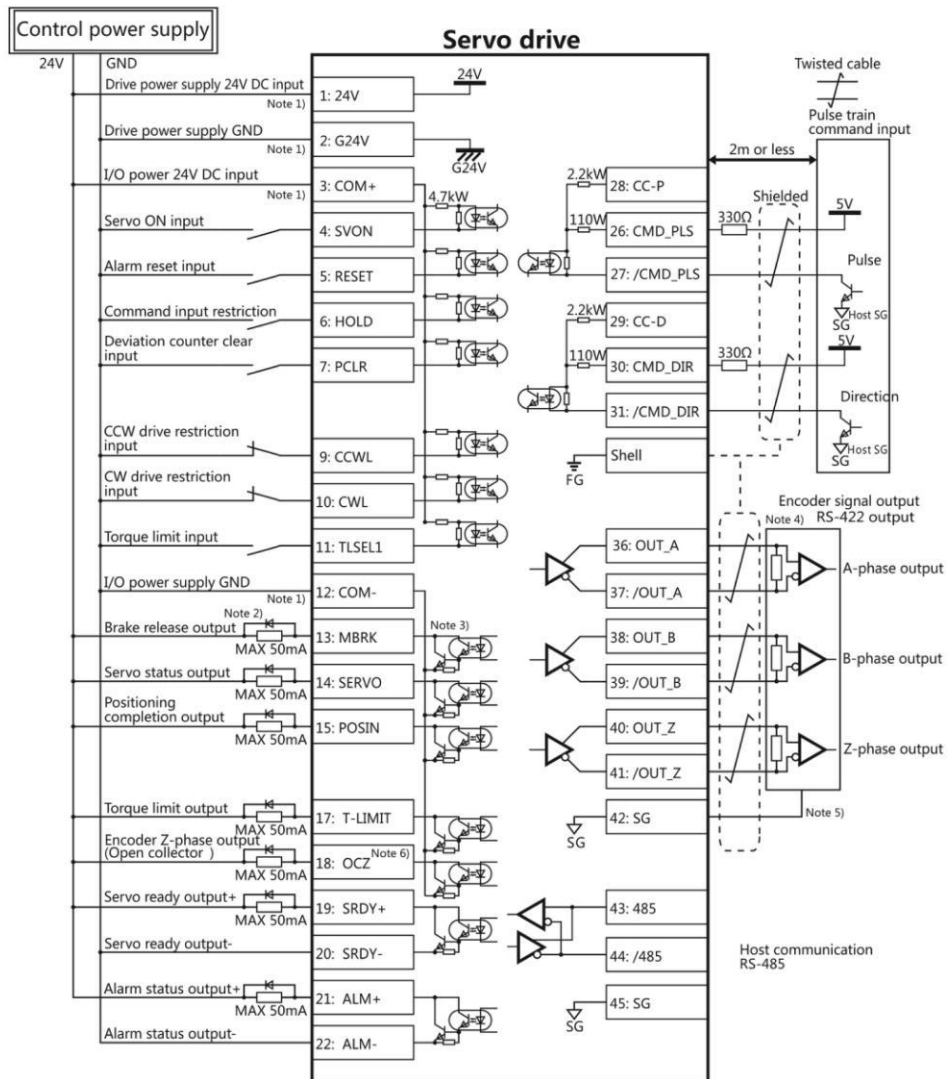 Control power supply
Servo drive
24V
GND
Drive power supply 24V DC input
Note 1)
1: 24V
24V
Drive power supply GND
Note 1)
2: G24V
G24V
I/O power 24V DC input
Note 1)
3: COM+
4.7kW
Servo ON input
4: SVON
Alarm reset input
5: RESET
Command input restriction
6: HOLD
Deviation counter clear
input
7: PCLR
CCW drive restriction
input
9: CCWL
CW drive restriction
input
10: CWL
Torque limit input
11: TLSEL1
I/O power supply GND
Note 1)
12: COM-
Note 2)
Brake release output
MAX 50mA
13: MBRK
Note 3)
Servo status output
MAX 50mA
14: SERVO
Positioning
completion output
MAX 50mA
15: POSIN
Torque limit output
MAX 50mA
17: T-LIMIT
Encoder Z-phase output
(Open collector )
MAX 50mA
18: OCZ
Note 6)
Servo ready output+
MAX 50mA
19: SRDY+
Servo ready output-
20: SRDY-
Alarm status output+
MAX 50mA
21: ALM+
Alarm status output-
22: ALM-
Twisted cable
Pulse train
command input
2m or less
2.2kW
28: CC-P
Shielded
110W
26: CMD_PLS
330Ω
5V
27: /CMD_PLS
Pulse
SG
Host SG
2.2kW
29: CC-D
5V
110W
30: CMD_DIR
330Ω
31: /CMD_DIR
Direction
SG
Host SG
Shell
FG
Encoder signal output
RS-422 output
Note 4)
36: OUT_A
37: /OUT_A
A-phase output
38: OUT_B
39: /OUT_B
B-phase output
40: OUT_Z
41: /OUT_Z
Z-phase output
42: SG
SG
Note 5)
43: 485
44: /485
Host communication
RS-485
45: SG
SG